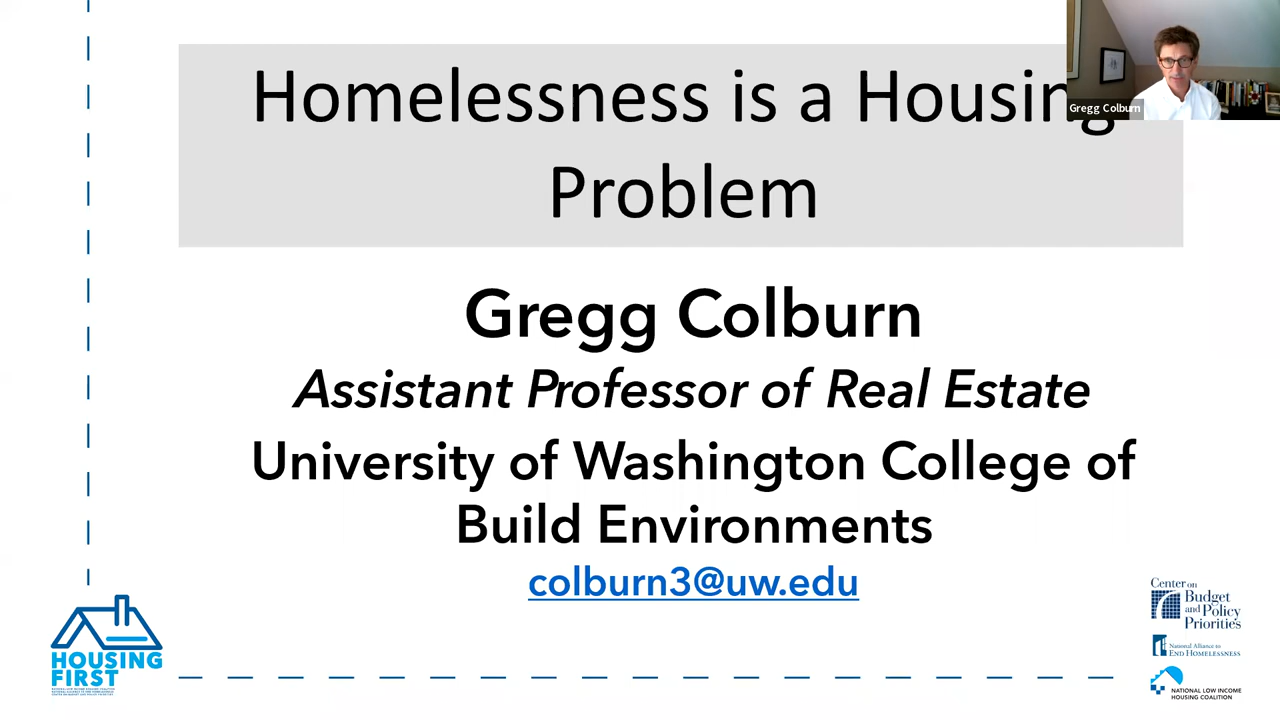 Homelessness is a Housing
Problem
Gregg Colburn
Gregg Colburn
Assistant Professor of Real Estate
University of Washington College of
Build Environments
colburn3@uw.edu
HOUSING
FIRST
Center on
Budget
and Policy
Priorities
National Alliance to
END HOMELESSNESS
NATIONAL LOW INCOME
HOUSING COALITION